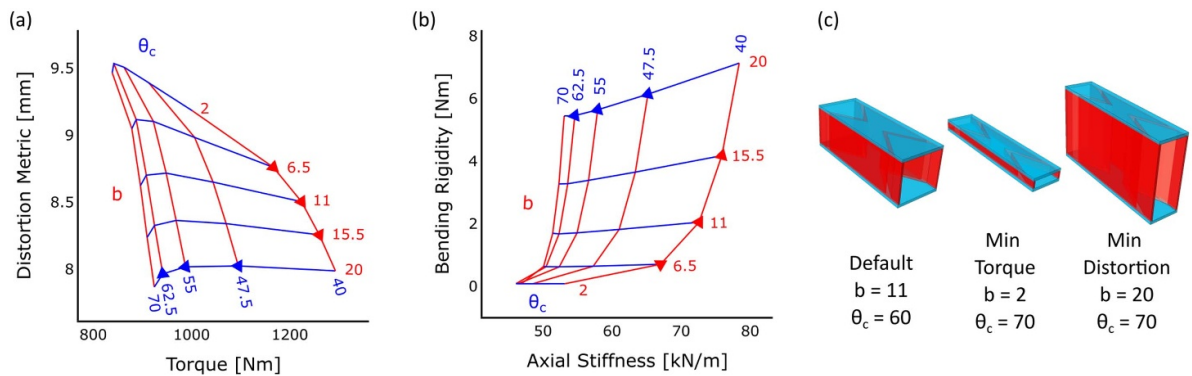 (a)
θc
9.5
9
8.5
8
Distortion Metric [mm]
b
2
6.5
11
15.5
20
70
62.5
55
47.5
40
800
1000
1200
Torque [Nm]
(b)
8
6
4
2
0
Bending Rigidity [Nm]
70
62.5
55
47.5
40
20
15.5
11
6.5
2
b
θc
50
60
70
80
Axial Stiffness [kN/m]
(c)
Default
b = 11
θc = 60
Min
Torque
b = 2
θc = 70
Min
Distortion
b = 20
θc = 70